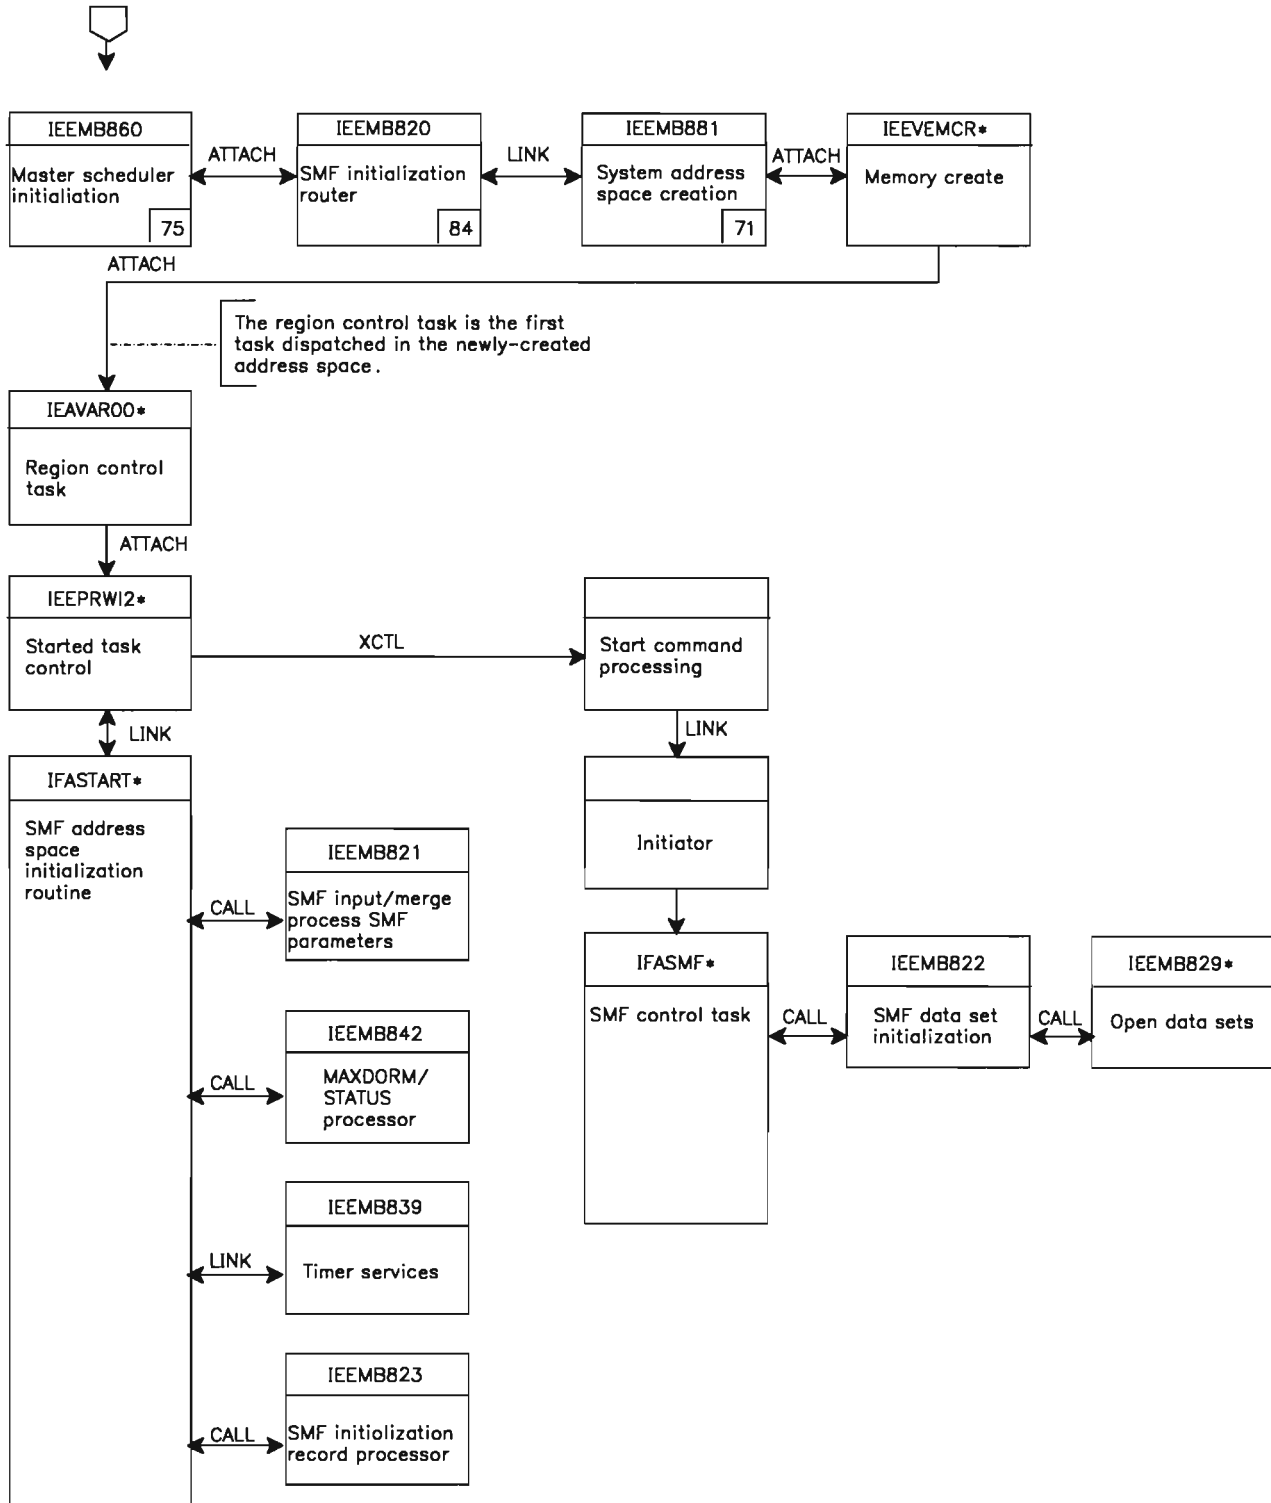 IEEMB860
Master scheduler
initialiation
75
ATTACH
IEEMB820
SMF initialization
router
84
LINK
IEEMB881
System address
space creation
71
ATTACH
IEEVEMCR*
Memory create
ATTACH
The region control task is the first
task dispatched in the newly-created
address space.
IEAVAR00*
Region control
task
ATTACH
IEEPRWI2*
Started task
control
XCTL
Start command
processing
LINK
LINK
IFASTART*
SMF address
space
initialization
routine
Initiator
CALL
IEEMB821
SMF input/merge
process SMF
parameters
IFASMF*
SMF control task
CALL
IEEMB822
SMF data set
initialization
CALL
IEEMB829*
Open data sets
CALL
IEEMB842
MAXDORM/
STATUS
processor
LINK
IEEMB839
Timer services
CALL
IEEMB823
SMF initiolization
record processor